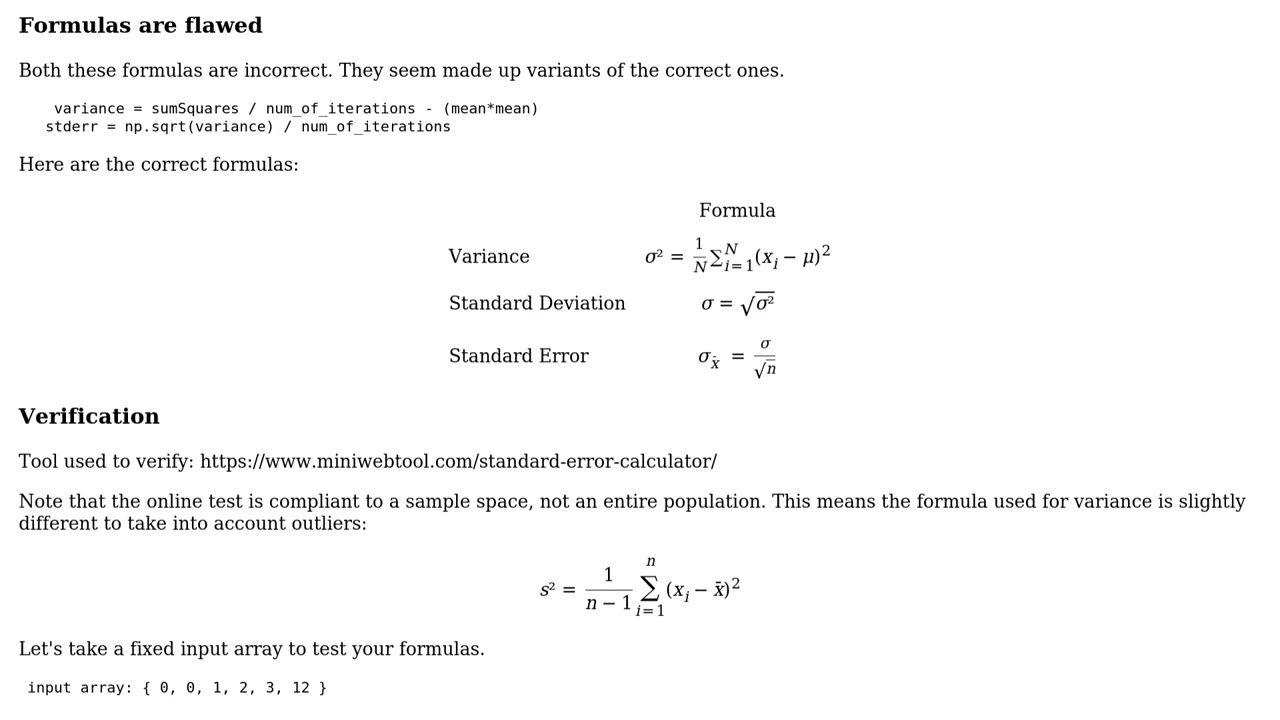 Formulas are flawed
Both these formulas are incorrect. They seem made up variants of the correct ones.
variance = sumSquares / num_of_iterations - (mean*mean)
stderr = np.sqrt(variance) / num_of_iterations
Here are the correct formulas:
Formula
Variance σ² = 1/N ∑_{i=1}^{N} (x_i − μ)²
Standard Deviation σ = √σ²
Standard Error σ_x̄ = σ/√n
Verification
Tool used to verify: https://www.miniwebtool.com/standard-error-calculator/
Note that the online test is compliant to a sample space, not an entire population. This means the formula used for variance is slightly
different to take into account outliers:
s² = 1/(n − 1) ∑_{i=1}^{n} (x_i − x̄)²
Let's take a fixed input array to test your formulas.
input array: { 0, 0, 1, 2, 3, 12 }